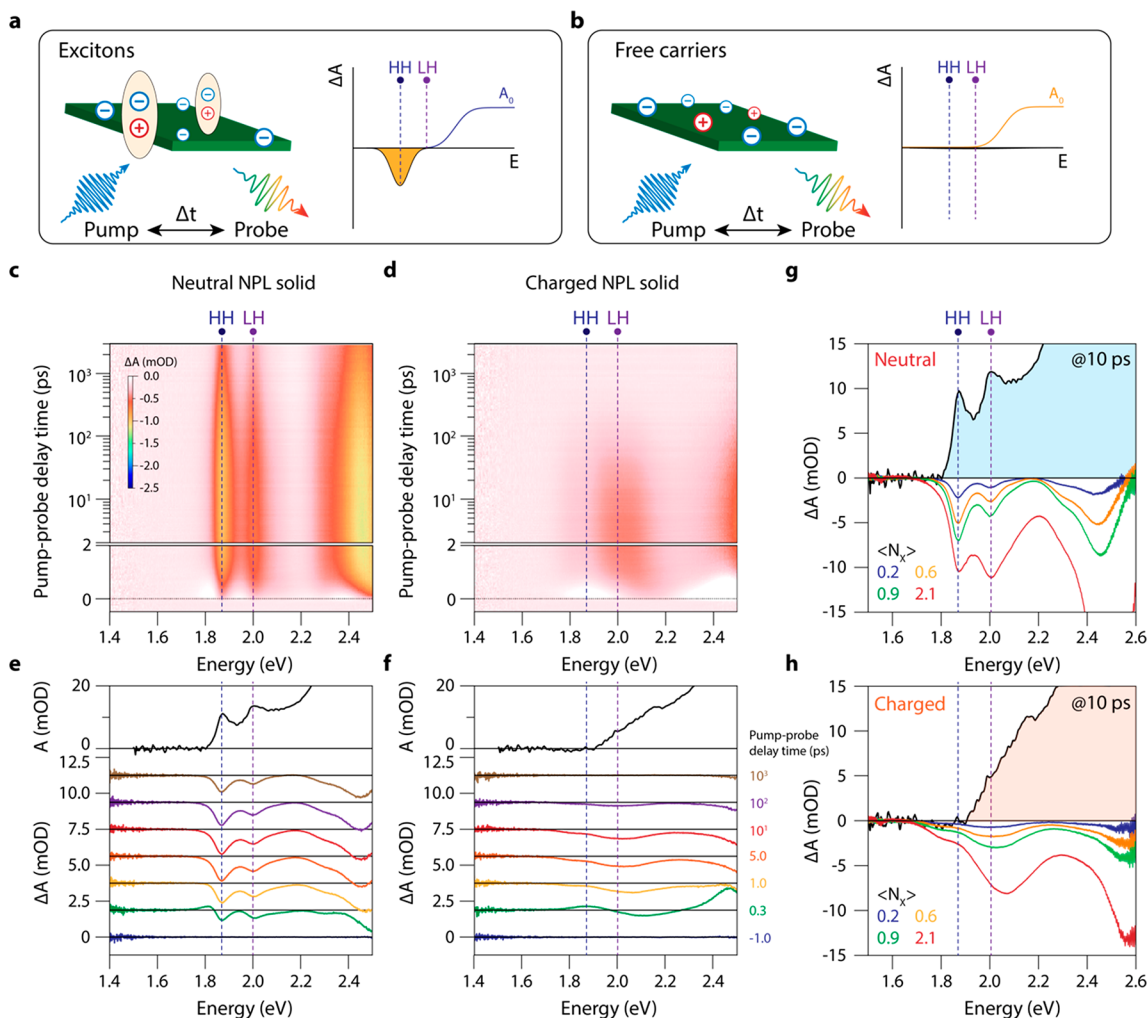 a
Excitons
ΔA
HH LH
A0
E
Pump Δt Probe
b
Free carriers
ΔA
HH LH
A0
E
Pump Δt Probe
c
Neutral NPL solid
HH LH
ΔA (mOD)
0.0
-0.5
-1.0
-1.5
-2.0
-2.5
Pump-probe delay time (ps)
10³
10²
10¹
2
0
1.4 1.6 1.8 2.0 2.2 2.4
Energy (eV)
d
Charged NPL solid
HH LH
Pump-probe delay time (ps)
10³
10²
10¹
2
0
1.4 1.6 1.8 2.0 2.2 2.4
Energy (eV)
g
HH LH
Neutral
@10 ps
ΔA (mOD)
15
10
5
0
-5
-10
-15
<NX>
0.2 0.6
0.9 2.1
1.6 1.8 2.0 2.2 2.4 2.6
Energy (eV)
e
A (mOD)
20
0
ΔA (mOD)
12.5
10.0
7.5
5.0
2.5
0
1.4 1.6 1.8 2.0 2.2 2.4
Energy (eV)
f
A (mOD)
20
0
ΔA (mOD)
12.5
10.0
7.5
5.0
2.5
0
Pump-probe
delay time (ps)
10³
10²
10¹
5.0
1.0
0.3
-1.0
1.4 1.6 1.8 2.0 2.2 2.4
Energy (eV)
h
Charged
@10 ps
ΔA (mOD)
15
10
5
0
-5
-10
-15
<NX>
0.2 0.6
0.9 2.1
1.6 1.8 2.0 2.2 2.4 2.6
Energy (eV)